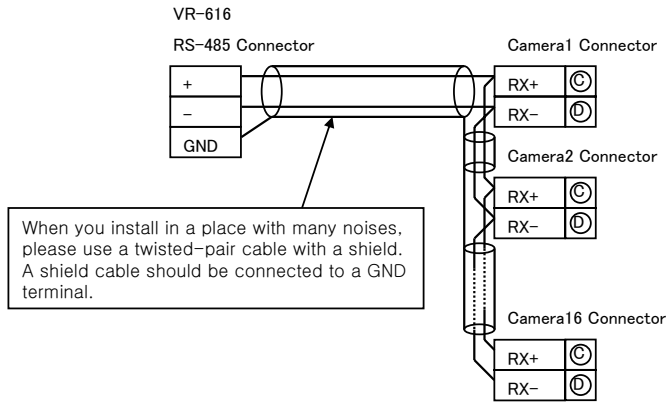 VR-616
RS-485 Connector
+
-
GND
Camera1 Connector
RX+ Ⓒ
RX- Ⓓ
Camera2 Connector
RX+ Ⓒ
RX- Ⓓ
When you install in a place with many noises,
please use a twisted-pair cable with a shield.
A shield cable should be connected to a GND
terminal.
Camera16 Connector
RX+ Ⓒ
RX- Ⓓ